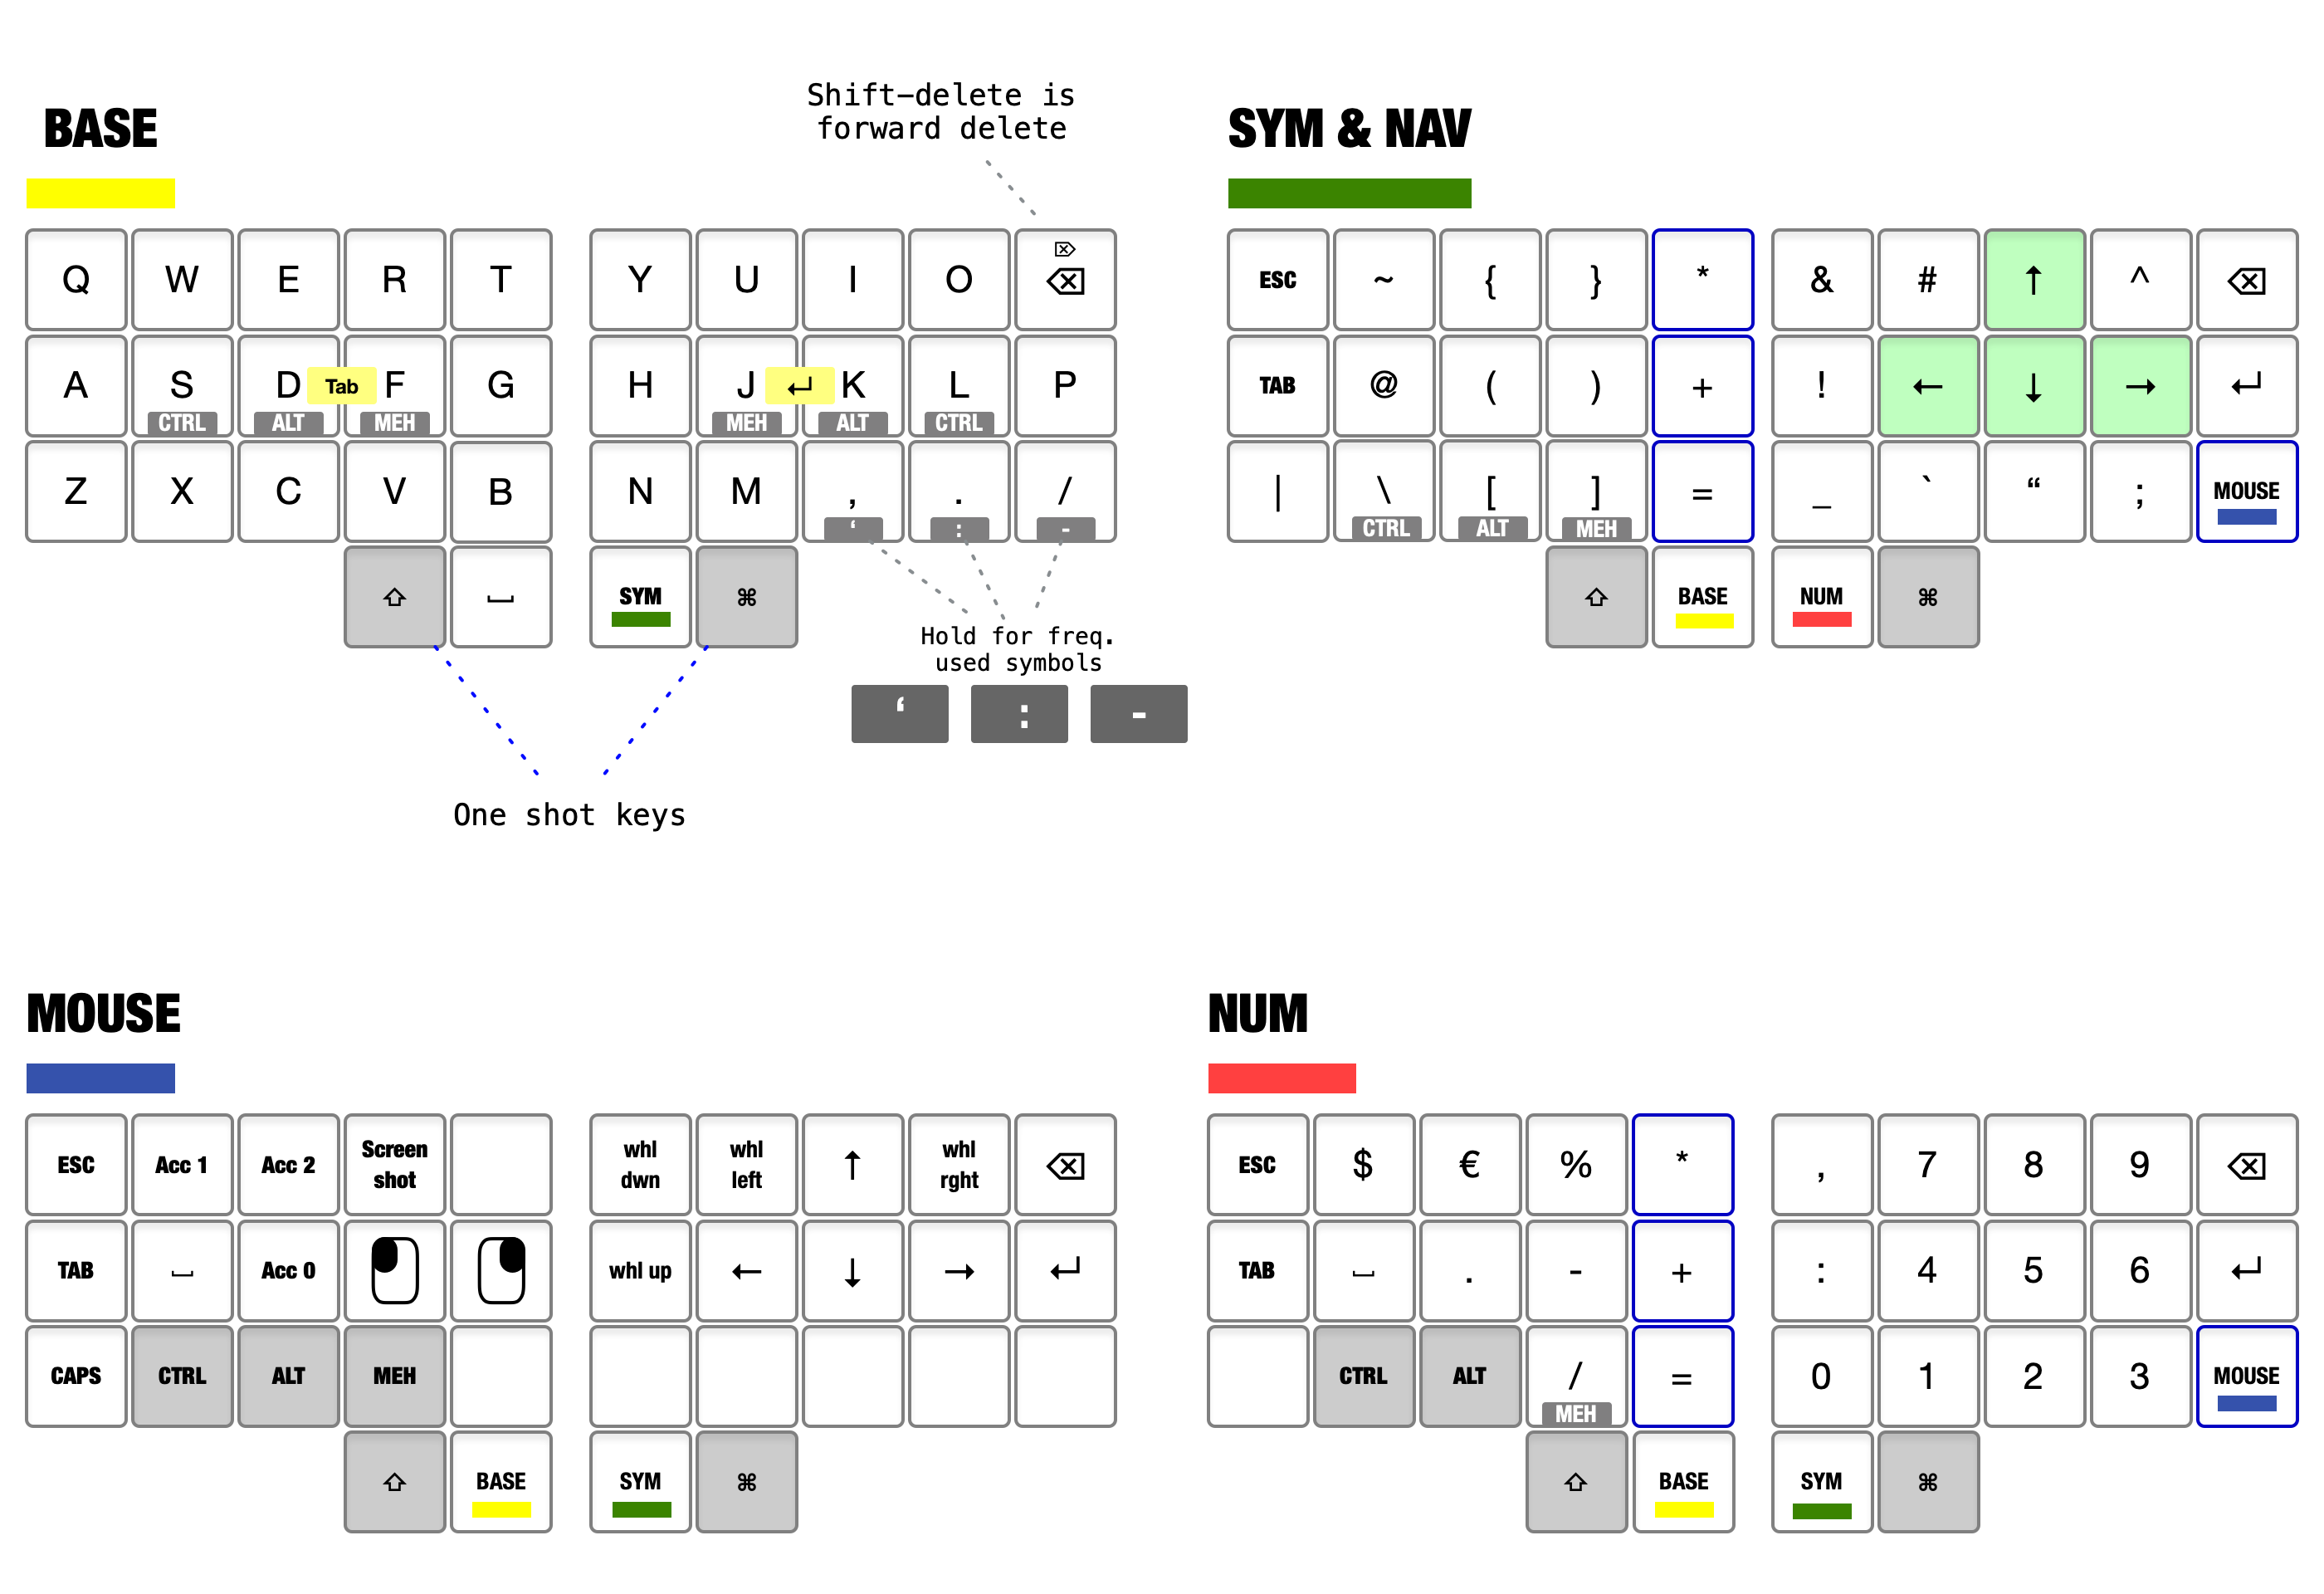 Shift-delete is
forward delete
BASE
Q W E R T Y U I O ⌦ ⌫
A S D Tab F G H J ↵ K L P
CTRL ALT MEH MEH ALT CTRL
Z X C V B N M , . /
‘ : -
⇧ ⎵ SYM ⌘
Hold for freq.
used symbols
‘ : -
One shot keys
SYM & NAV
ESC ~ { } * & # ↑ ^ ⌫
TAB @ ( ) + ! ← ↓ → ↵
| \ [ ] = _ ` “ ; MOUSE
CTRL ALT MEH
⇧ BASE NUM ⌘
MOUSE
ESC Acc 1 Acc 2 Screen shot whl dwn whl left ↑ whl rght ⌫
TAB ⎵ Acc 0 whl up ← ↓ → ↵
CAPS CTRL ALT MEH
⇧ BASE SYM ⌘
NUM
ESC $ € % * , 7 8 9 ⌫
TAB ⎵ . - + : 4 5 6 ↵
CTRL ALT / = 0 1 2 3 MOUSE
MEH
⇧ BASE SYM ⌘